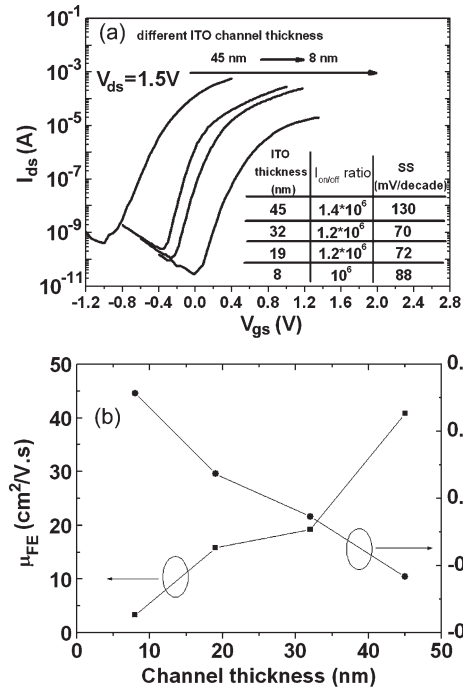 (a) different ITO channel thickness
45 nm 8 nm
V_ds=1.5V
10^-1
10^-3
10^-5
10^-7
10^-9
10^-11
I_ds (A)
ITO thickness (nm) I_on/off ratio SS (mV/decade)
45 1.4*10^6 130
32 1.2*10^6 70
19 1.2*10^6 72
8 10^6 88
-1.2 -0.8 -0.4 0.0 0.4 0.8 1.2 1.6 2.0 2.4 2.8
V_gs (V)
(b)
50
40
30
20
10
0
μ_FE (cm^2/V.s)
0.
0.
-0
-0
0 10 20 30 40 50
Channel thickness (nm)